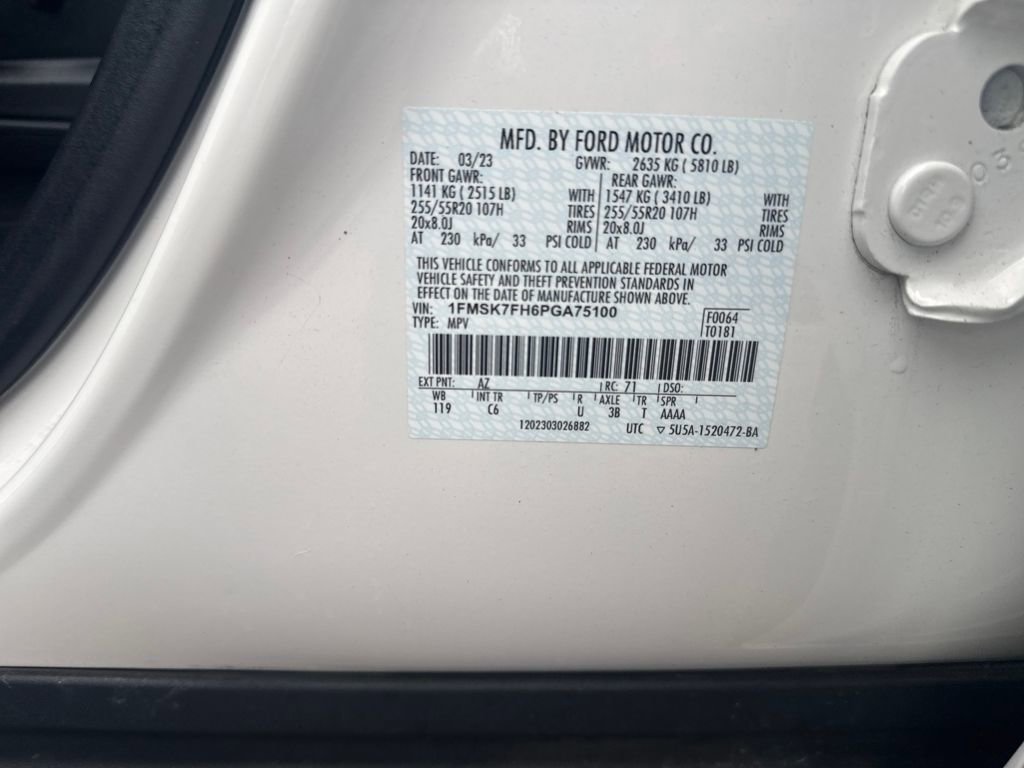 MFD. BY FORD MOTOR CO.
DATE: 03/23 GVWR: 2635 KG ( 5810 LB)
FRONT GAWR: REAR GAWR:
1141 KG ( 2515 LB) WITH 1547 KG ( 3410 LB) WITH
255/55R20 107H TIRES 255/55R20 107H TIRES
20x8.0J RIMS 20x8.0J RIMS
AT 230 kPa/ 33 PSI COLD AT 230 kPa/ 33 PSI COLD
THIS VEHICLE CONFORMS TO ALL APPLICABLE FEDERAL MOTOR
VEHICLE SAFETY AND THEFT PREVENTION STANDARDS IN
EFFECT ON THE DATE OF MANUFACTURE SHOWN ABOVE.
VIN: 1FMSK7FH6PGA75100 F0064
TYPE: MPV T0181
EXT PNT: AZ RC: 71 DSO:
WB INT TR TP/PS R AXLE TR SPR
119 C6 U 3B T AAAA
1202303026882 UTC ▽ 5U5A-1520472-BA